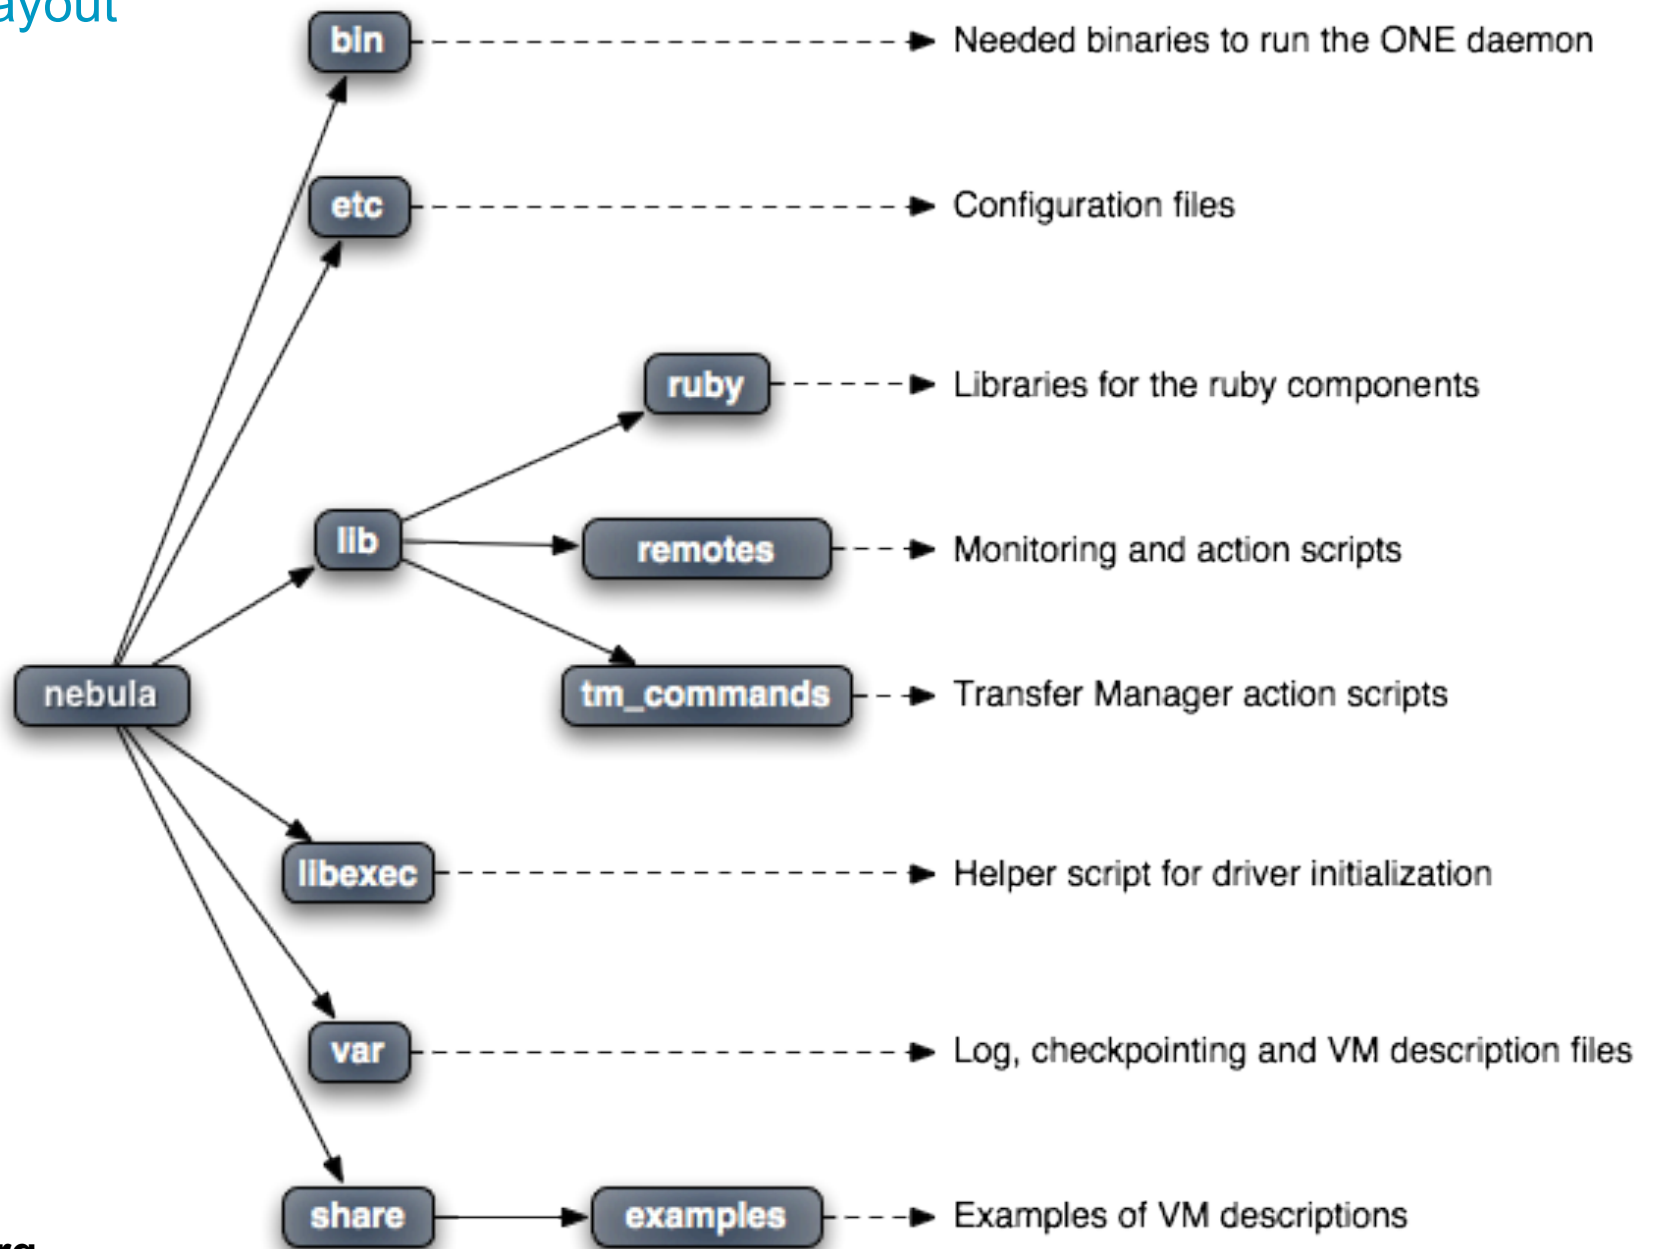 ayout
bin
Needed binaries to run the ONE daemon
etc
Configuration files
ruby
Libraries for the ruby components
lib
remotes
Monitoring and action scripts
nebula
tm_commands
Transfer Manager action scripts
libexec
Helper script for driver initialization
var
Log, checkpointing and VM description files
share
examples
Examples of VM descriptions